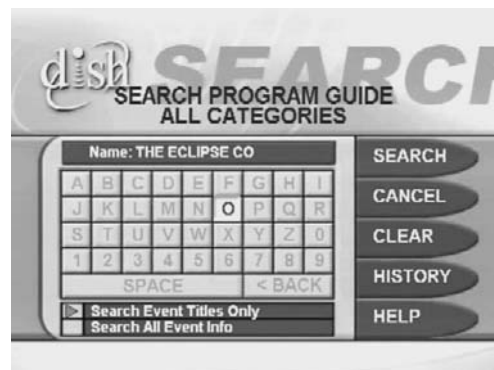 dish
SEARCH
SEARCH PROGRAM GUIDE
ALL CATEGORIES
Name: THE ECLIPSE CO
A B C D E F G H I
J K L M N O P Q R
S T U V W X Y Z 0
1 2 3 4 5 6 7 8 9
SPACE < BACK
Search Event Titles Only
Search All Event Info
SEARCH
CANCEL
CLEAR
HISTORY
HELP